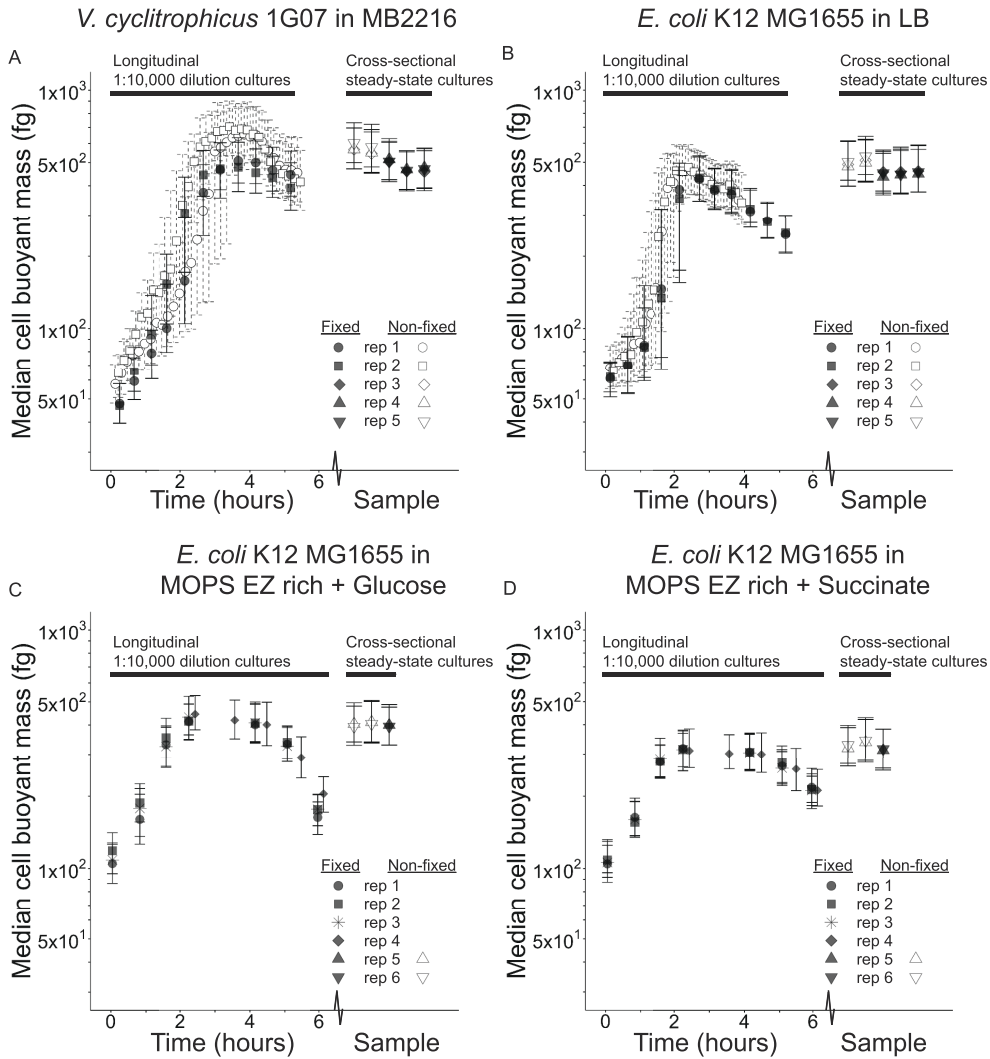 V. cyclitrophicus 1G07 in MB2216
E. coli K12 MG1655 in LB
A
Longitudinal
1:10,000 dilution cultures
Cross-sectional
steady-state cultures
Median cell buoyant mass (fg)
1x10³
5x10²
1x10²
5x10¹
Fixed Non-fixed
rep 1
rep 2
rep 3
rep 4
rep 5
0 2 4 6
Time (hours) Sample
B
Longitudinal
1:10,000 dilution cultures
Cross-sectional
steady-state cultures
Median cell buoyant mass (fg)
1x10³
5x10²
1x10²
5x10¹
Fixed Non-fixed
rep 1
rep 2
rep 3
rep 4
rep 5
0 2 4 6
Time (hours) Sample
E. coli K12 MG1655 in
MOPS EZ rich + Glucose
C
Longitudinal
1:10,000 dilution cultures
Cross-sectional
steady-state cultures
Median cell buoyant mass (fg)
1x10³
5x10²
1x10²
5x10¹
Fixed Non-fixed
rep 1
rep 2
rep 3
rep 4
rep 5
rep 6
0 2 4 6
Time (hours) Sample
E. coli K12 MG1655 in
MOPS EZ rich + Succinate
D
Longitudinal
1:10,000 dilution cultures
Cross-sectional
steady-state cultures
Median cell buoyant mass (fg)
1x10³
5x10²
1x10²
5x10¹
Fixed Non-fixed
rep 1
rep 2
rep 3
rep 4
rep 5
rep 6
0 2 4 6
Time (hours) Sample